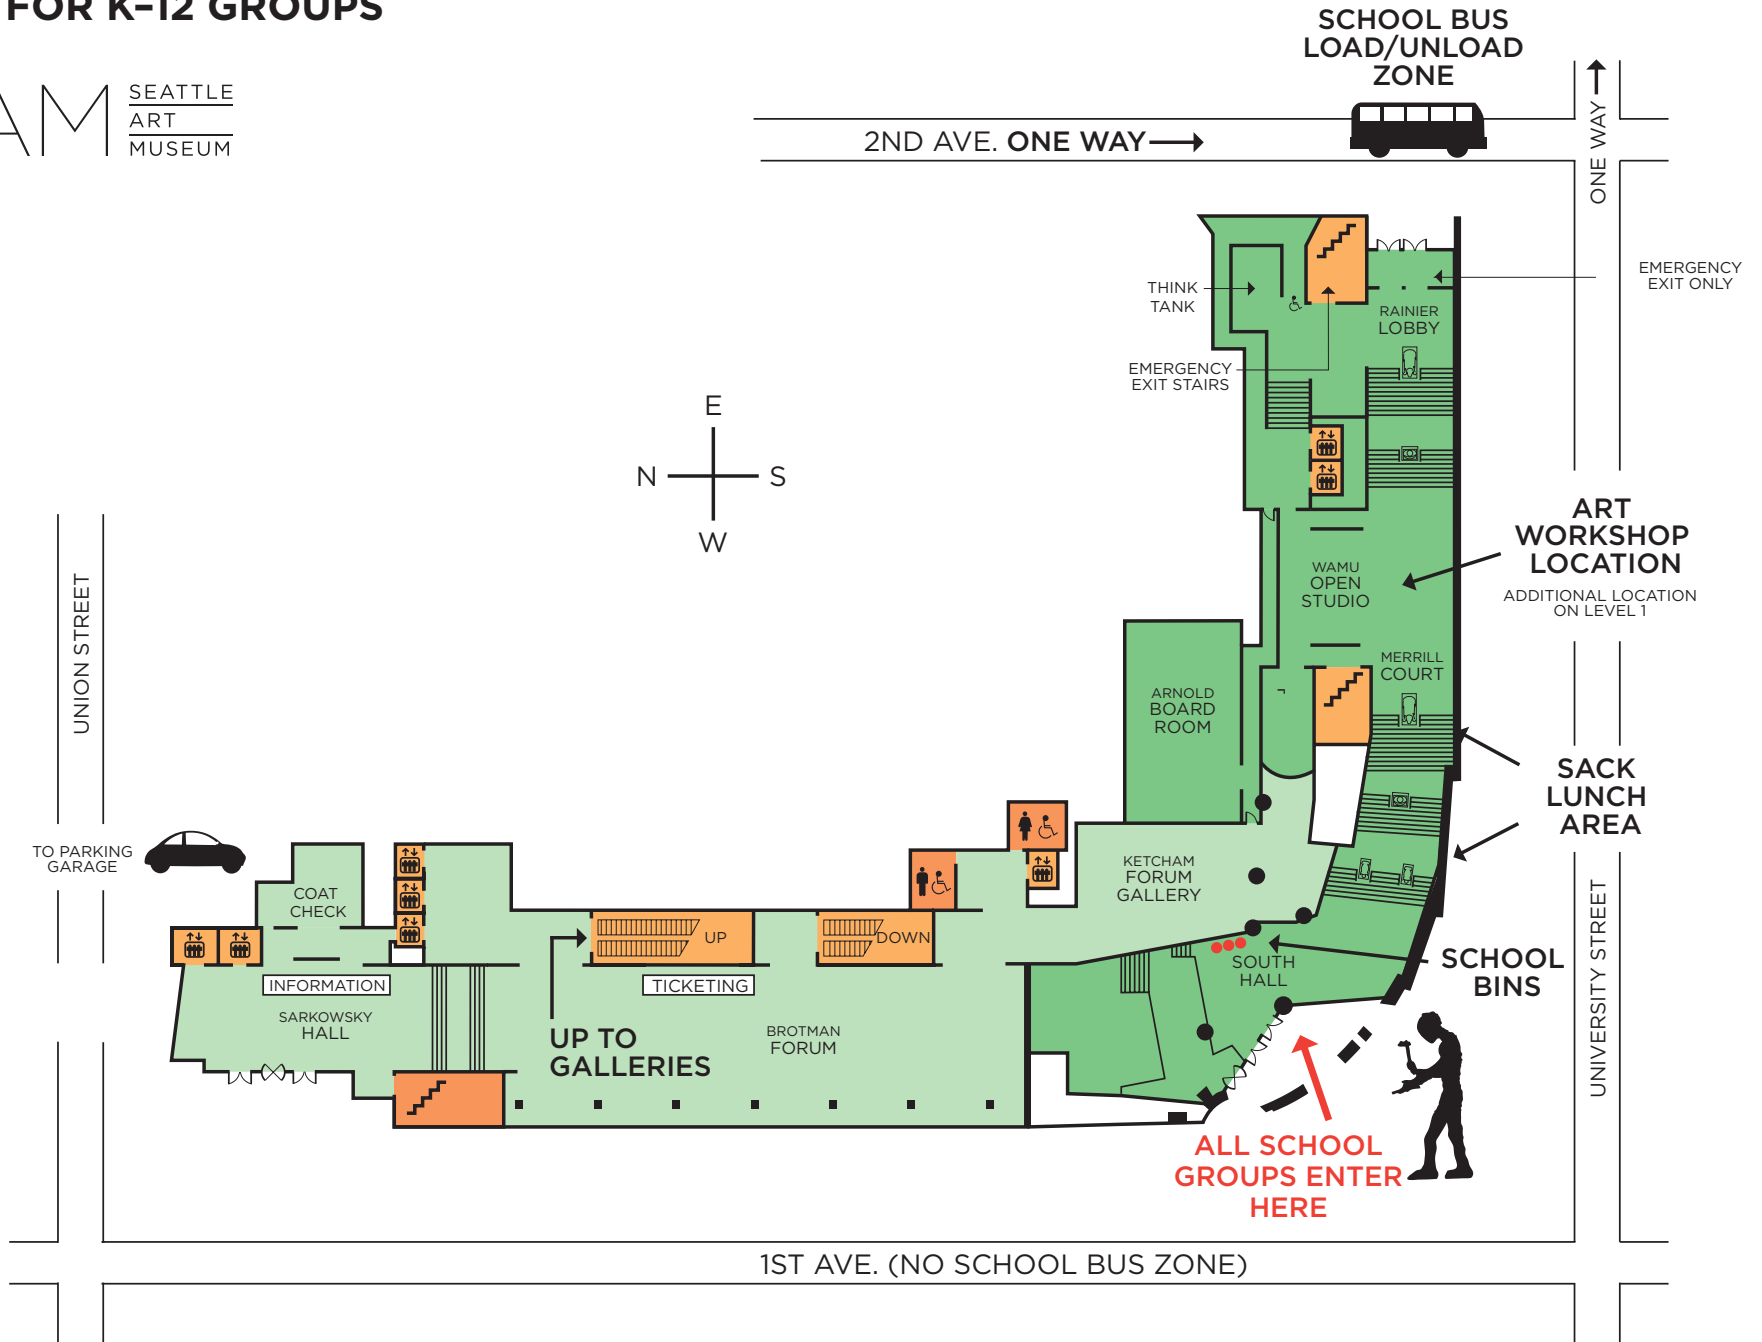 FOR K–12 GROUPS
AM
SEATTLE
ART
MUSEUM
SCHOOL BUS
LOAD/UNLOAD
ZONE
2ND AVE. ONE WAY
ONE WAY
EMERGENCY
EXIT ONLY
THINK
TANK
RAINIER
LOBBY
EMERGENCY
EXIT STAIRS
E
N
S
W
ART
WORKSHOP
LOCATION
ADDITIONAL LOCATION
ON LEVEL 1
WAMU
OPEN
STUDIO
MERRILL
COURT
UNION STREET
ARNOLD
BOARD
ROOM
SACK
LUNCH
AREA
TO PARKING
GARAGE
COAT
CHECK
KETCHAM
FORUM
GALLERY
UP
DOWN
SOUTH
HALL
SCHOOL
BINS
INFORMATION
TICKETING
SARKOWSKY
HALL
UP TO
GALLERIES
BROTMAN
FORUM
UNIVERSITY STREET
ALL SCHOOL
GROUPS ENTER
HERE
1ST AVE. (NO SCHOOL BUS ZONE)